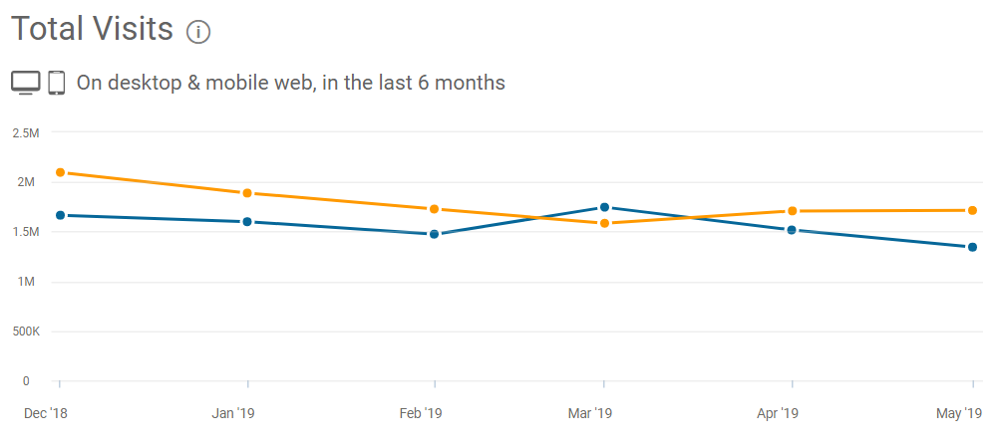 Total Visits i
On desktop & mobile web, in the last 6 months
2.5M
2M
1.5M
1M
500K
0
Dec '18 Jan '19 Feb '19 Mar '19 Apr '19 May '19